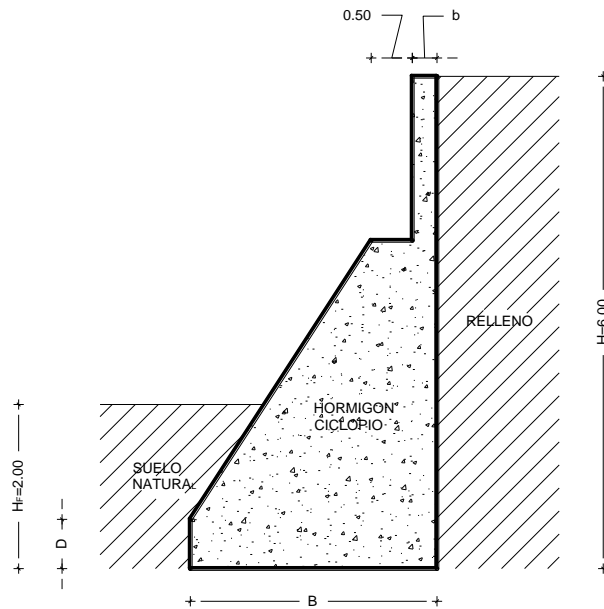 0.50
b
RELLENO
H=6.00
HORMIGON
CICLOPIO
SUELO
NATURAL
HF=2.00
D
B